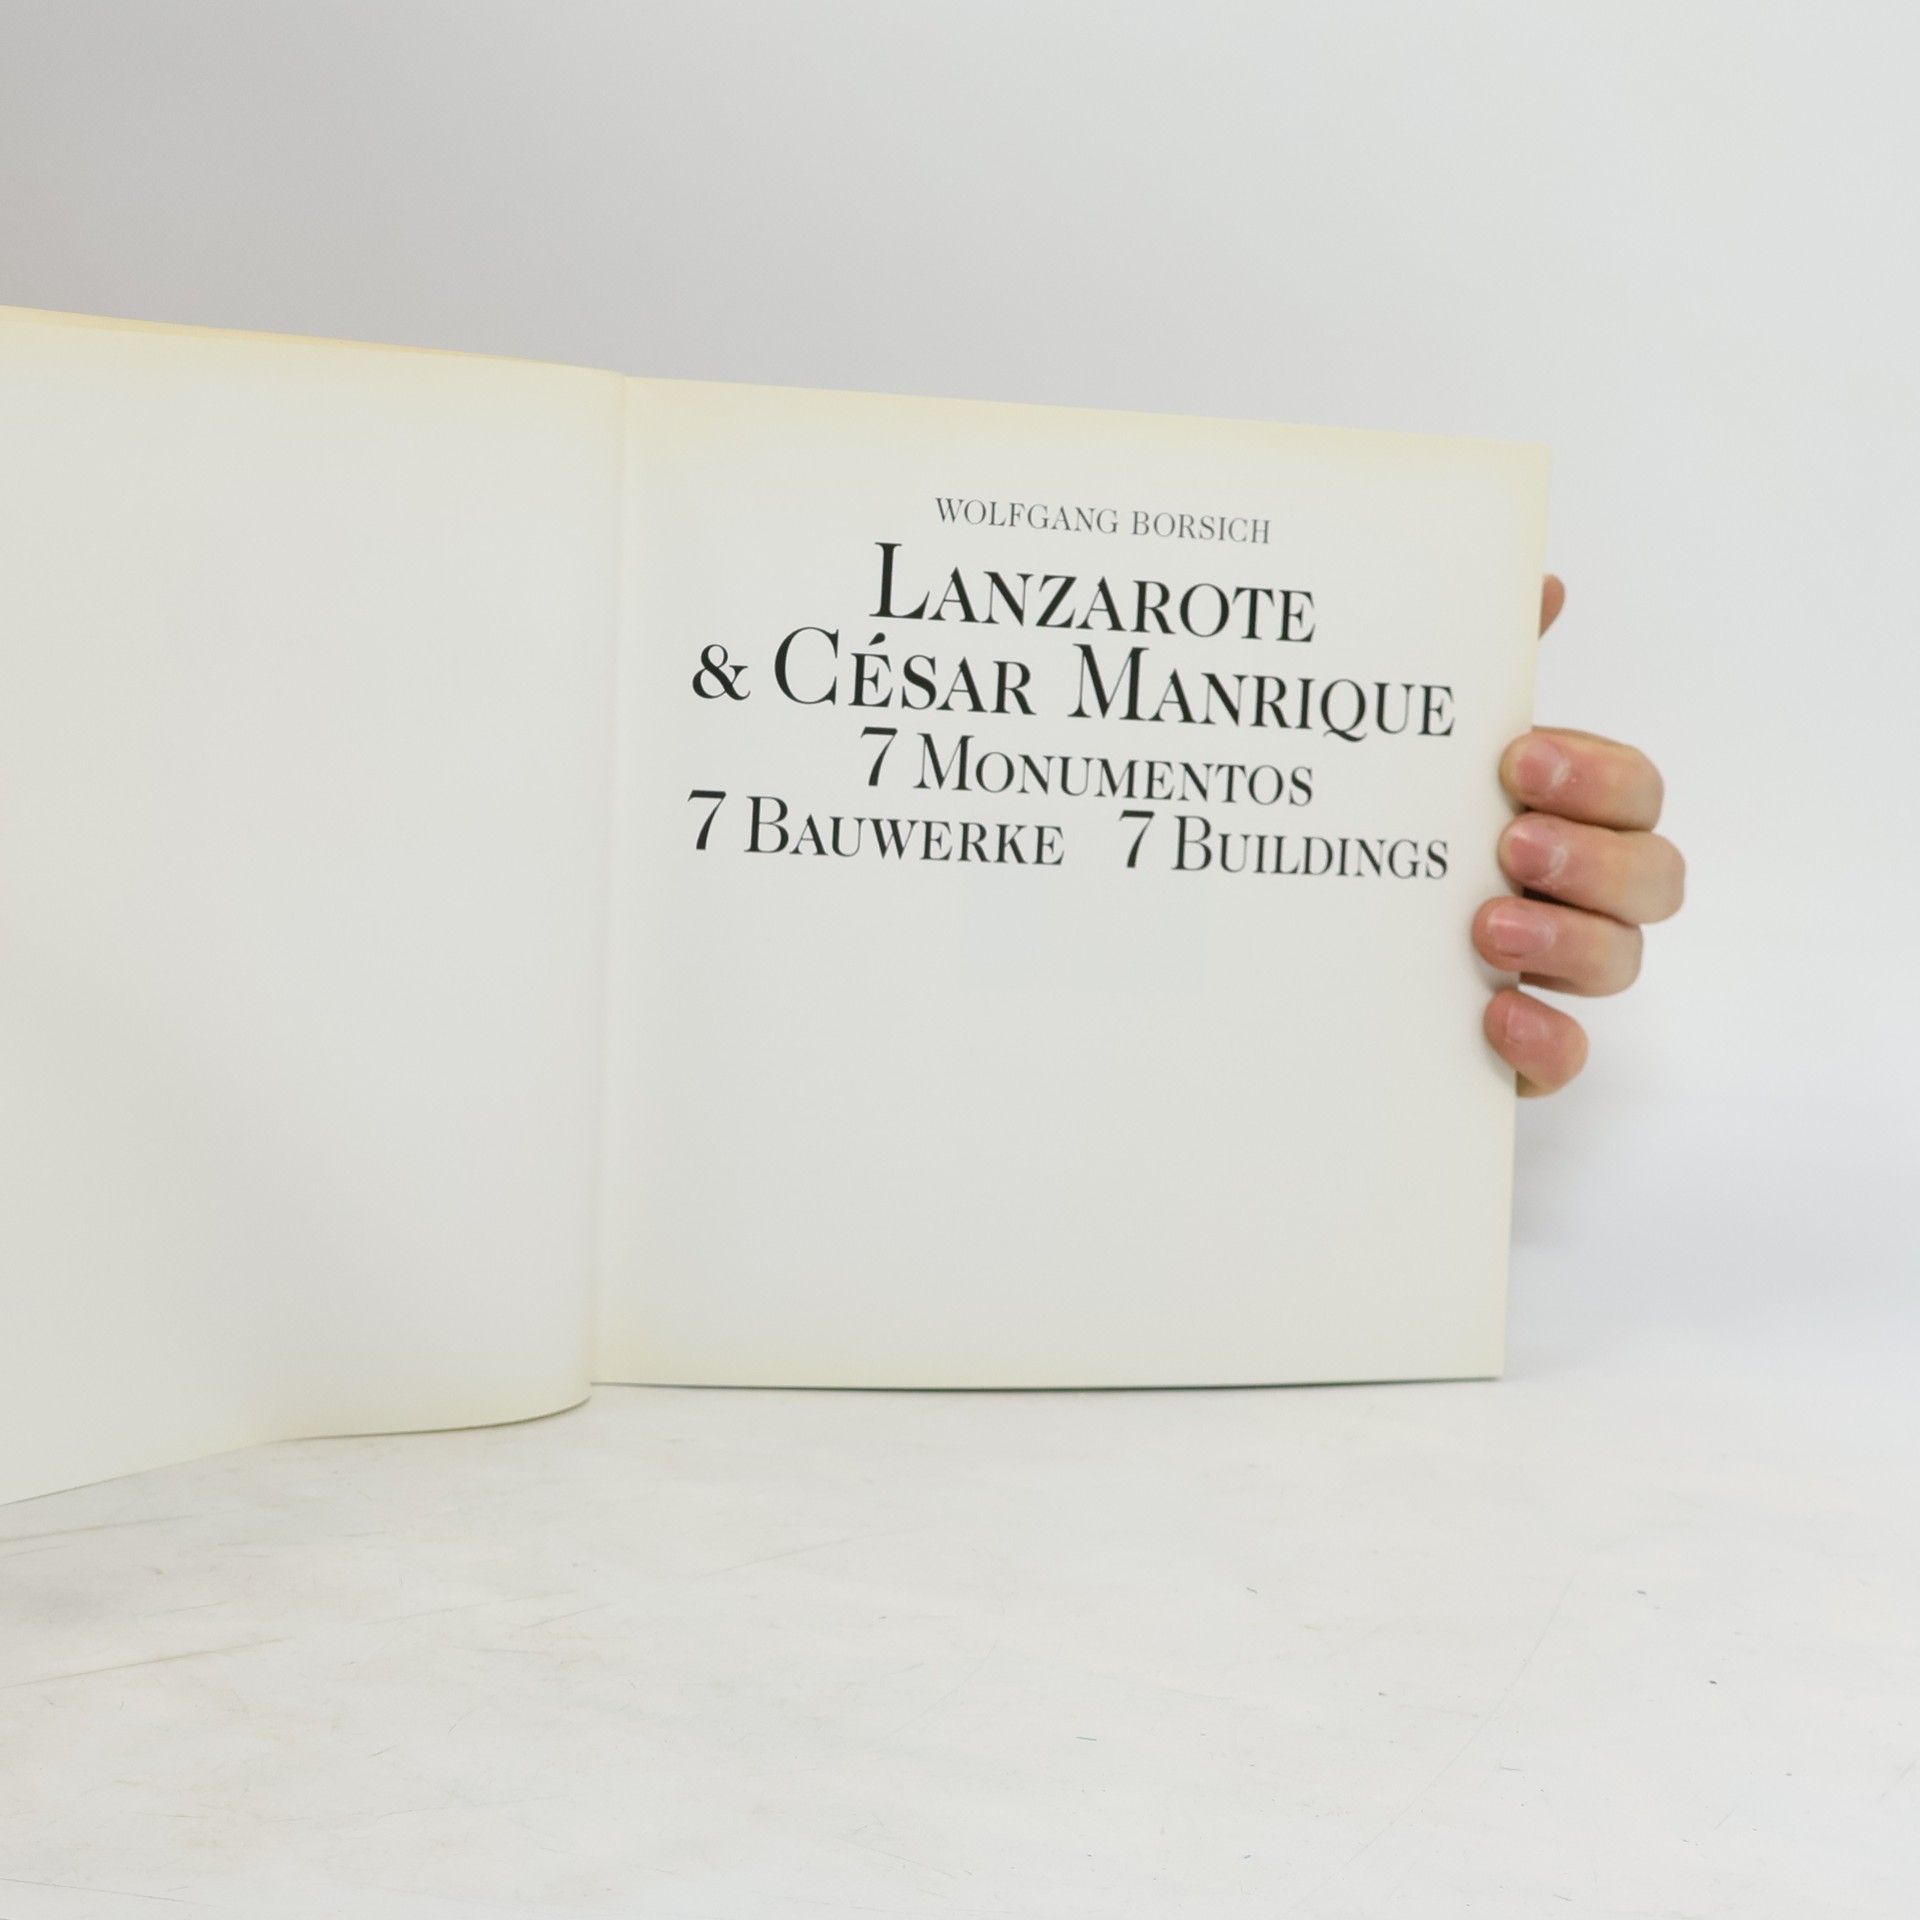 WOLFGANG BORSICH
LANZAROTE
& CÉSAR MANRIQUE
7 MONUMENTOS
7 BAUWERKE 7 BUILDINGS